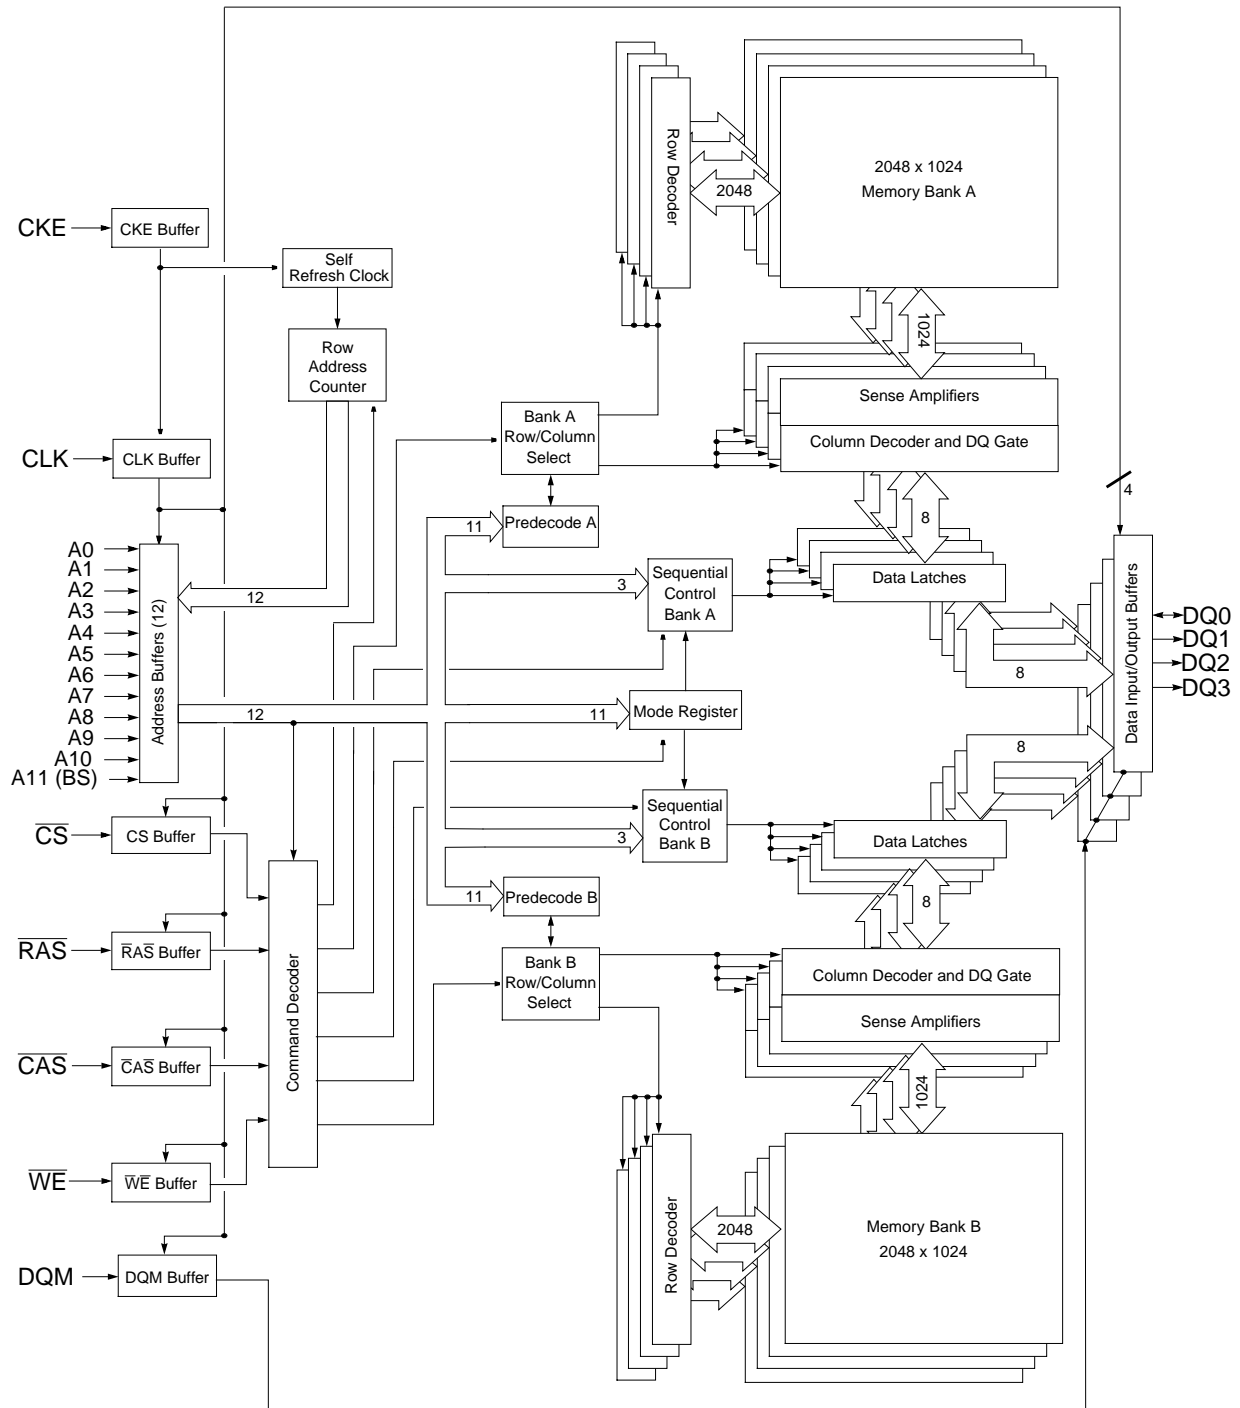 Row Decoder
2048 x 1024
Memory Bank A
2048
CKE
CKE Buffer
Self
Refresh Clock
1024
Row
Address
Counter
Sense Amplifiers
Bank A
Row/Column
Select
Column Decoder and DQ Gate
CLK
CLK Buffer
4
8
11
Predecode A
A0
A1
A2
A3
A4
A5
A6
A7
A8
A9
A10
A11 (BS)
Address Buffers (12)
12
3
Sequential
Control
Bank A
Data Latches
Data Input/Output Buffers
DQ0
DQ1
DQ2
DQ3
8
12
11
Mode Register
8
CS
CS Buffer
Sequential
Control
Bank B
3
Data Latches
11
Predecode B
8
RAS
RAS Buffer
Command Decoder
Bank B
Row/Column
Select
Column Decoder and DQ Gate
Sense Amplifiers
CAS
CAS Buffer
1024
WE
WE Buffer
Row Decoder
2048
Memory Bank B
2048 x 1024
DQM
DQM Buffer